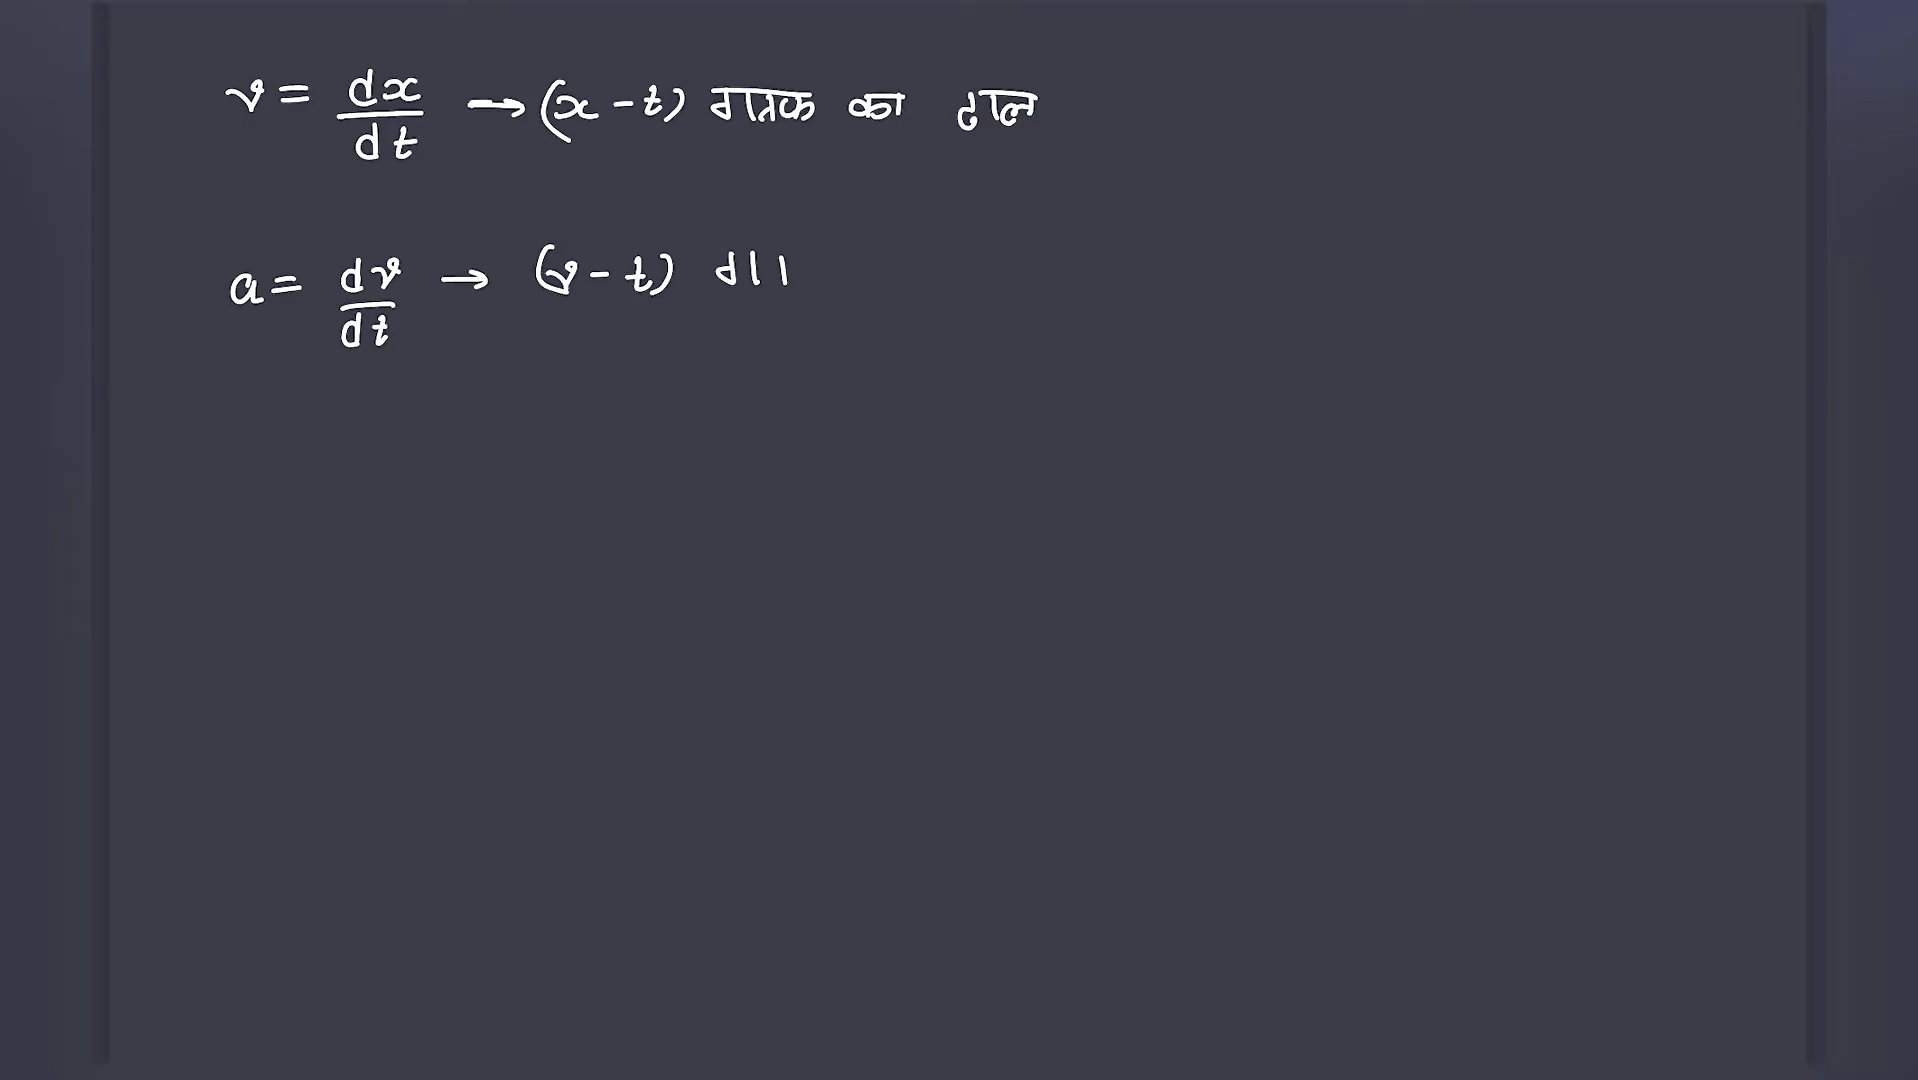 v = dx/dt → (x - t) ग्राफ का ढाल
a = dv/dt → (v - t)